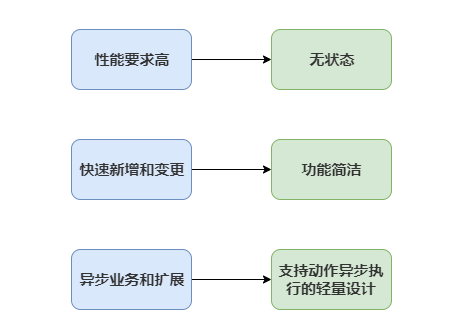 性能要求高
无状态
快速新增和变更
功能简洁
异步业务和扩展
支持动作异步执
行的轻量设计